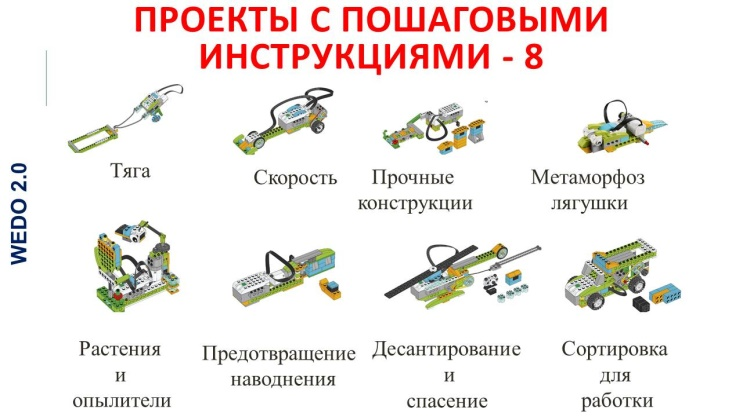 ПРОЕКТЫ С ПОШАГОВЫМИ
ИНСТРУКЦИЯМИ - 8
WEDO 2.0
Тяга
Скорость
Прочные
конструкции
Метаморфоз
лягушки
Растения
и
опылители
Предотвращение
наводнения
Десантирование
и
спасение
Сортировка
для
работки